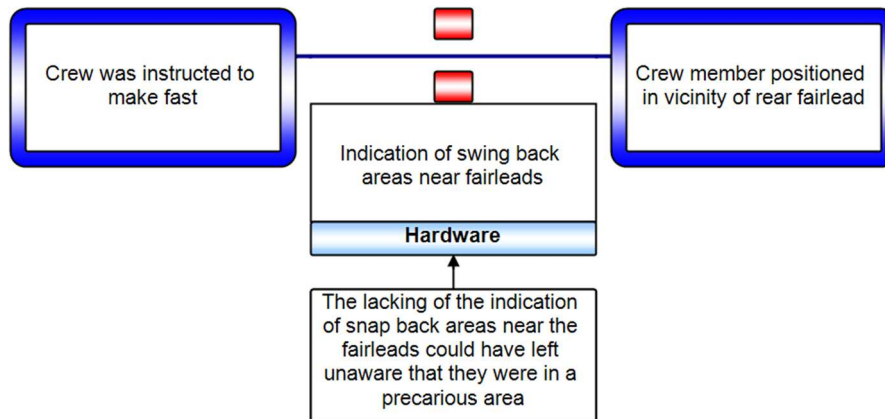 Crew was instructed to
make fast
Crew member positioned
in vicinity of rear fairlead
Indication of swing back
areas near fairleads
Hardware
The lacking of the indication
of snap back areas near the
fairleads could have left
unaware that they were in a
precarious area